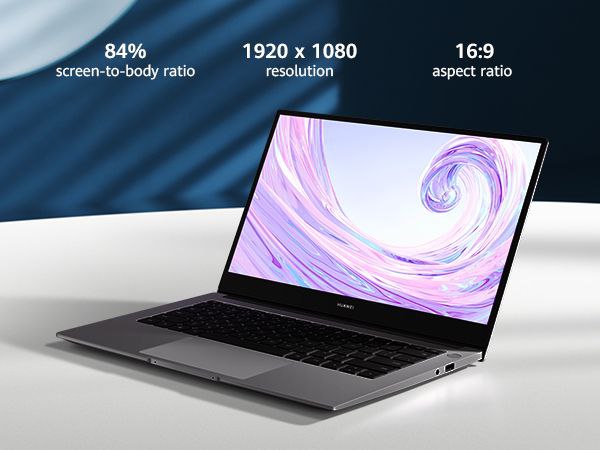 84%
screen-to-body ratio
1920 x 1080
resolution
16:9
aspect ratio
HUAWEI